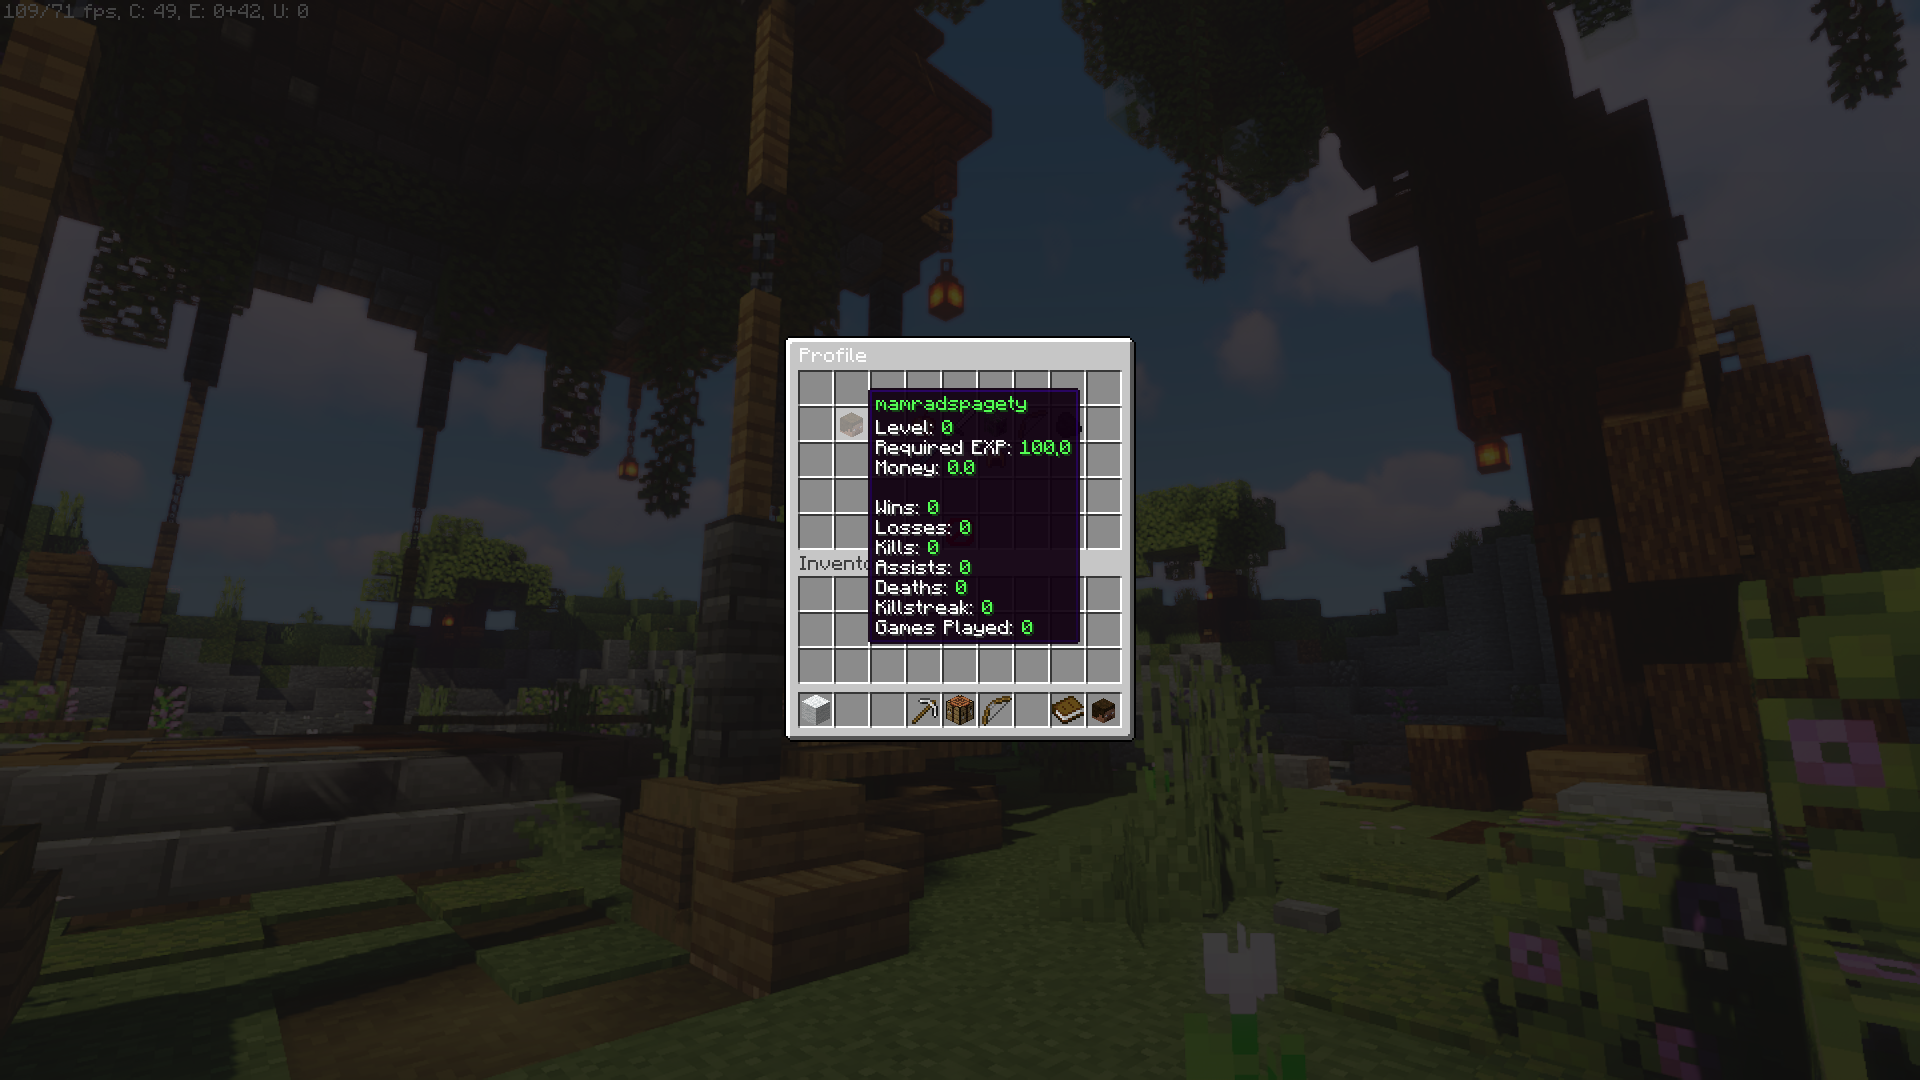 109/71 fps, C: 49, E: 0+42, U: 0
Profile
mamradspagety
Level: 0
Required EXP: 100,0
Money: 0.0
Wins: 0
Losses: 0
Kills: 0
Invento
Assists: 0
Deaths: 0
Killstreak: 0
Games Played: 0